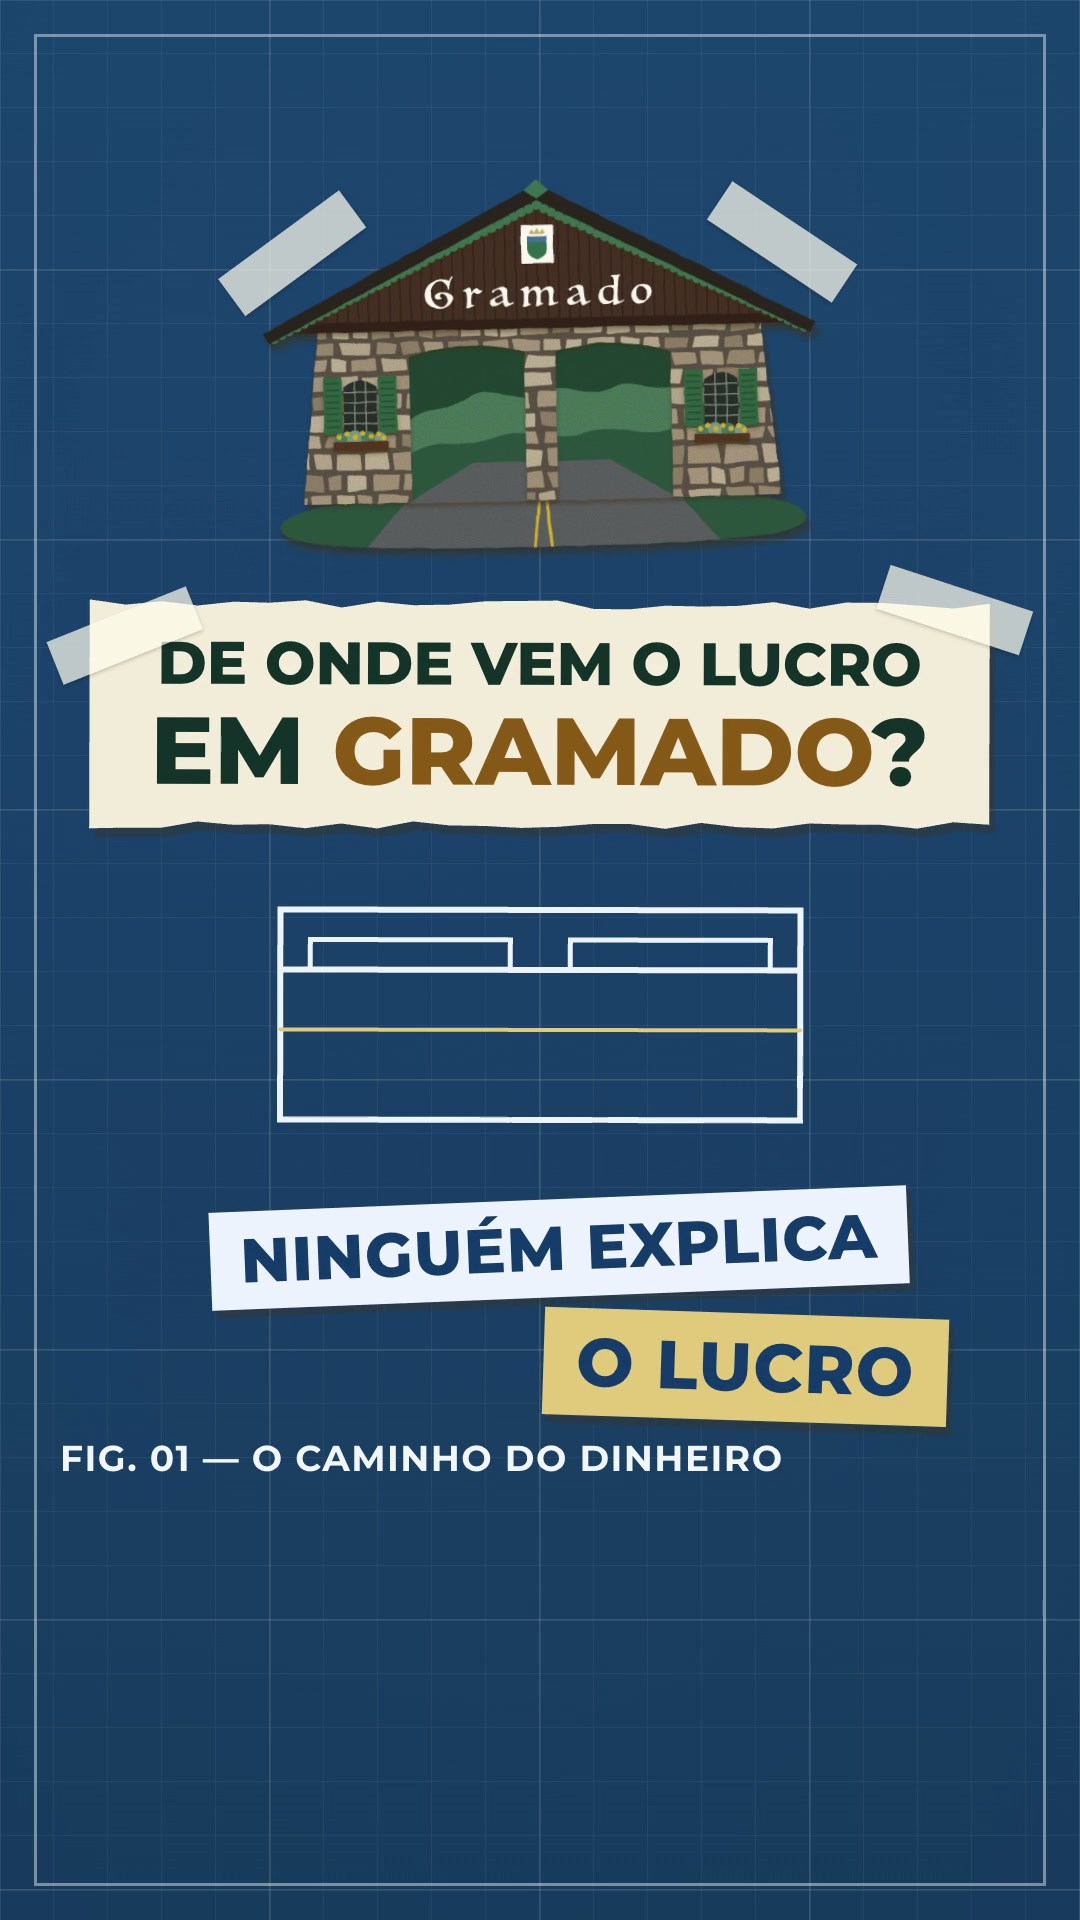 Gramado
DE ONDE VEM O LUCRO
EM GRAMADO?
NINGUÉM EXPLICA
O LUCRO
FIG. 01 — O CAMINHO DO DINHEIRO